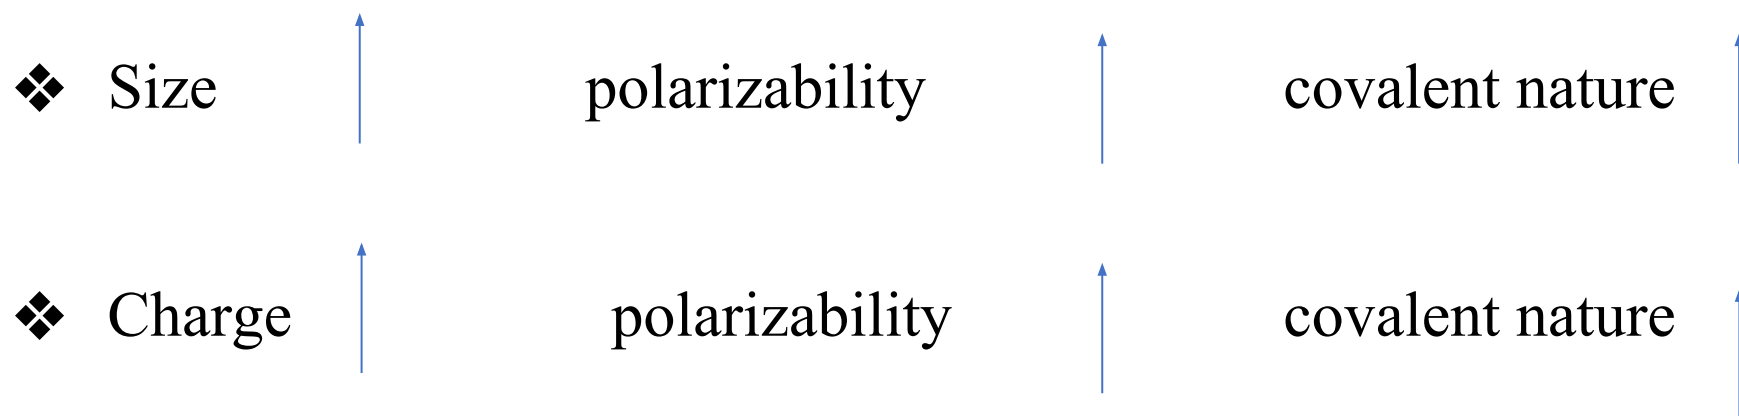 ❖ Size polarizability covalent nature
❖ Charge polarizability covalent nature